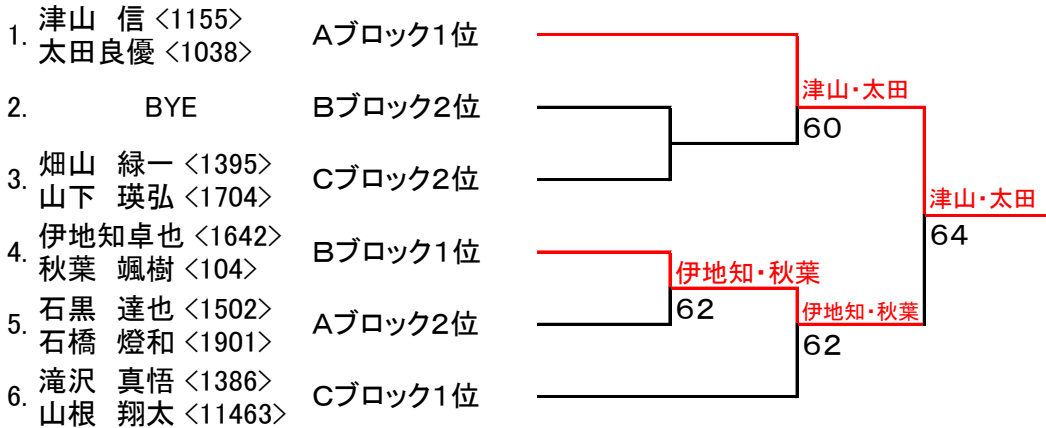 1. 津山　信 <1155>
太田良優 <1038>
Aブロック1位
2. BYE Bブロック2位
3. 畑山　緑一 <1395>
山下　瑛弘 <1704>
Cブロック2位
4. 伊地知卓也 <1642>
秋葉　颯樹 <104>
Bブロック1位
5. 石黒　達也 <1502>
石橋　燈和 <1901>
Aブロック2位
6. 滝沢　真悟 <1386>
山根　翔太 <11463>
Cブロック1位
伊地知・秋葉
62
津山・太田
60
伊地知・秋葉
62
津山・太田
64